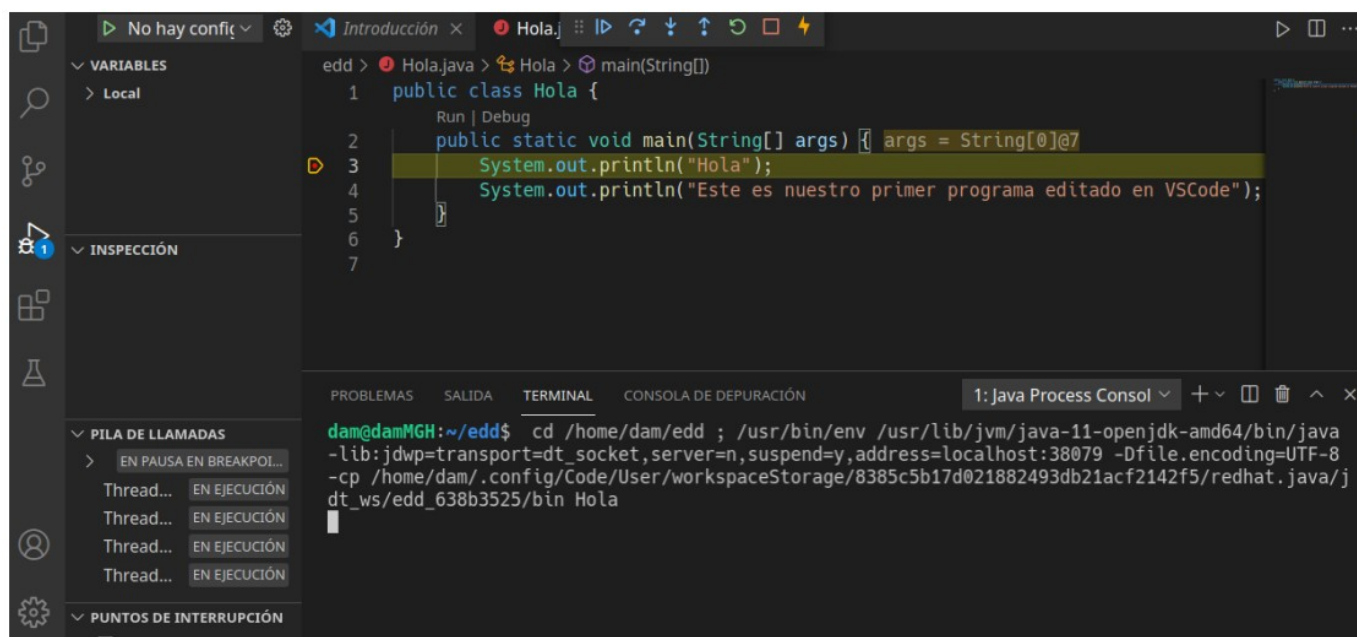 No hay config
Introducción
Hola.j
VARIABLES
Local
INSPECCIÓN
PILA DE LLAMADAS
EN PAUSA EN BREAKPOI...
Thread... EN EJECUCIÓN
Thread... EN EJECUCIÓN
Thread... EN EJECUCIÓN
Thread... EN EJECUCIÓN
PUNTOS DE INTERRUPCIÓN
1
edd > Hola.java > Hola > main(String[])
1 public class Hola {
Run | Debug
2 public static void main(String[] args) { args = String[0]@7
3 System.out.println("Hola");
4 System.out.println("Este es nuestro primer programa editado en VSCode");
5 }
6 }
7
PROBLEMAS SALIDA TERMINAL CONSOLA DE DEPURACIÓN 1: Java Process Consol
dam@damMGH:~/edd$ cd /home/dam/edd ; /usr/bin/env /usr/lib/jvm/java-11-openjdk-amd64/bin/java
-lib:jdwp=transport=dt_socket,server=n,suspend=y,address=localhost:38079 -Dfile.encoding=UTF-8
-cp /home/dam/.config/Code/User/workspaceStorage/8385c5b17d021882493db21acf2142f5/redhat.java/j
dt_ws/edd_638b3525/bin Hola